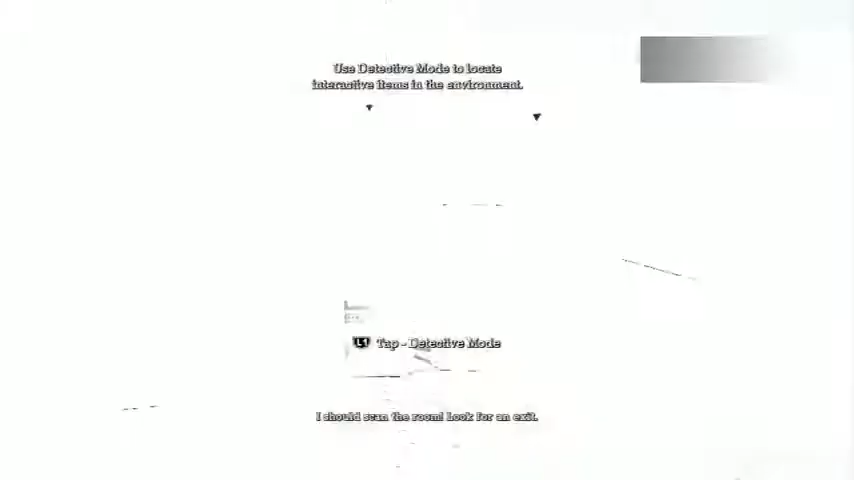 Use Detective Mode to locate
interactive items in the environment.
L1 Tap - Detective Mode
I should scan the room! Look for an exit.